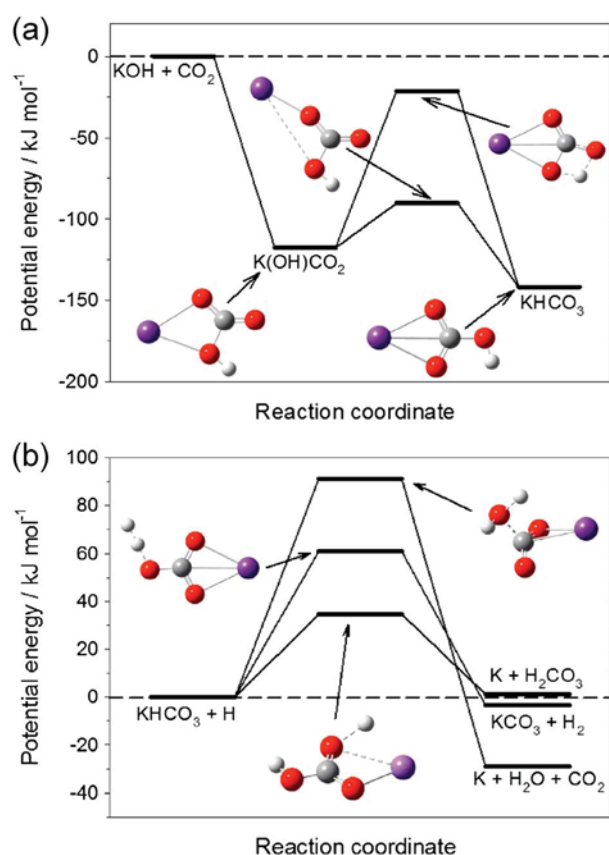 (a)
Potential energy / kJ mol⁻¹
0
-50
-100
-150
-200
KOH + CO₂
K(OH)CO₂
KHCO₃
Reaction coordinate
(b)
Potential energy / kJ mol⁻¹
100
80
60
40
20
0
-20
-40
KHCO₃ + H
K + H₂CO₃
KCO₃ + H₂
K + H₂O + CO₂
Reaction coordinate